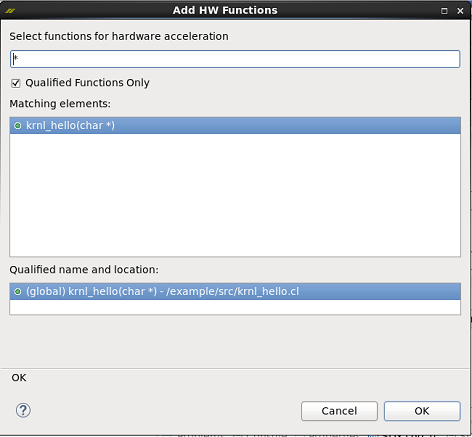 Add HW Functions
Select functions for hardware acceleration
*
Qualified Functions Only
Matching elements:
krnl_hello(char *)
Qualified name and location:
(global) krnl_hello(char *) - /example/src/krnl_hello.cl
OK
?
Cancel
OK